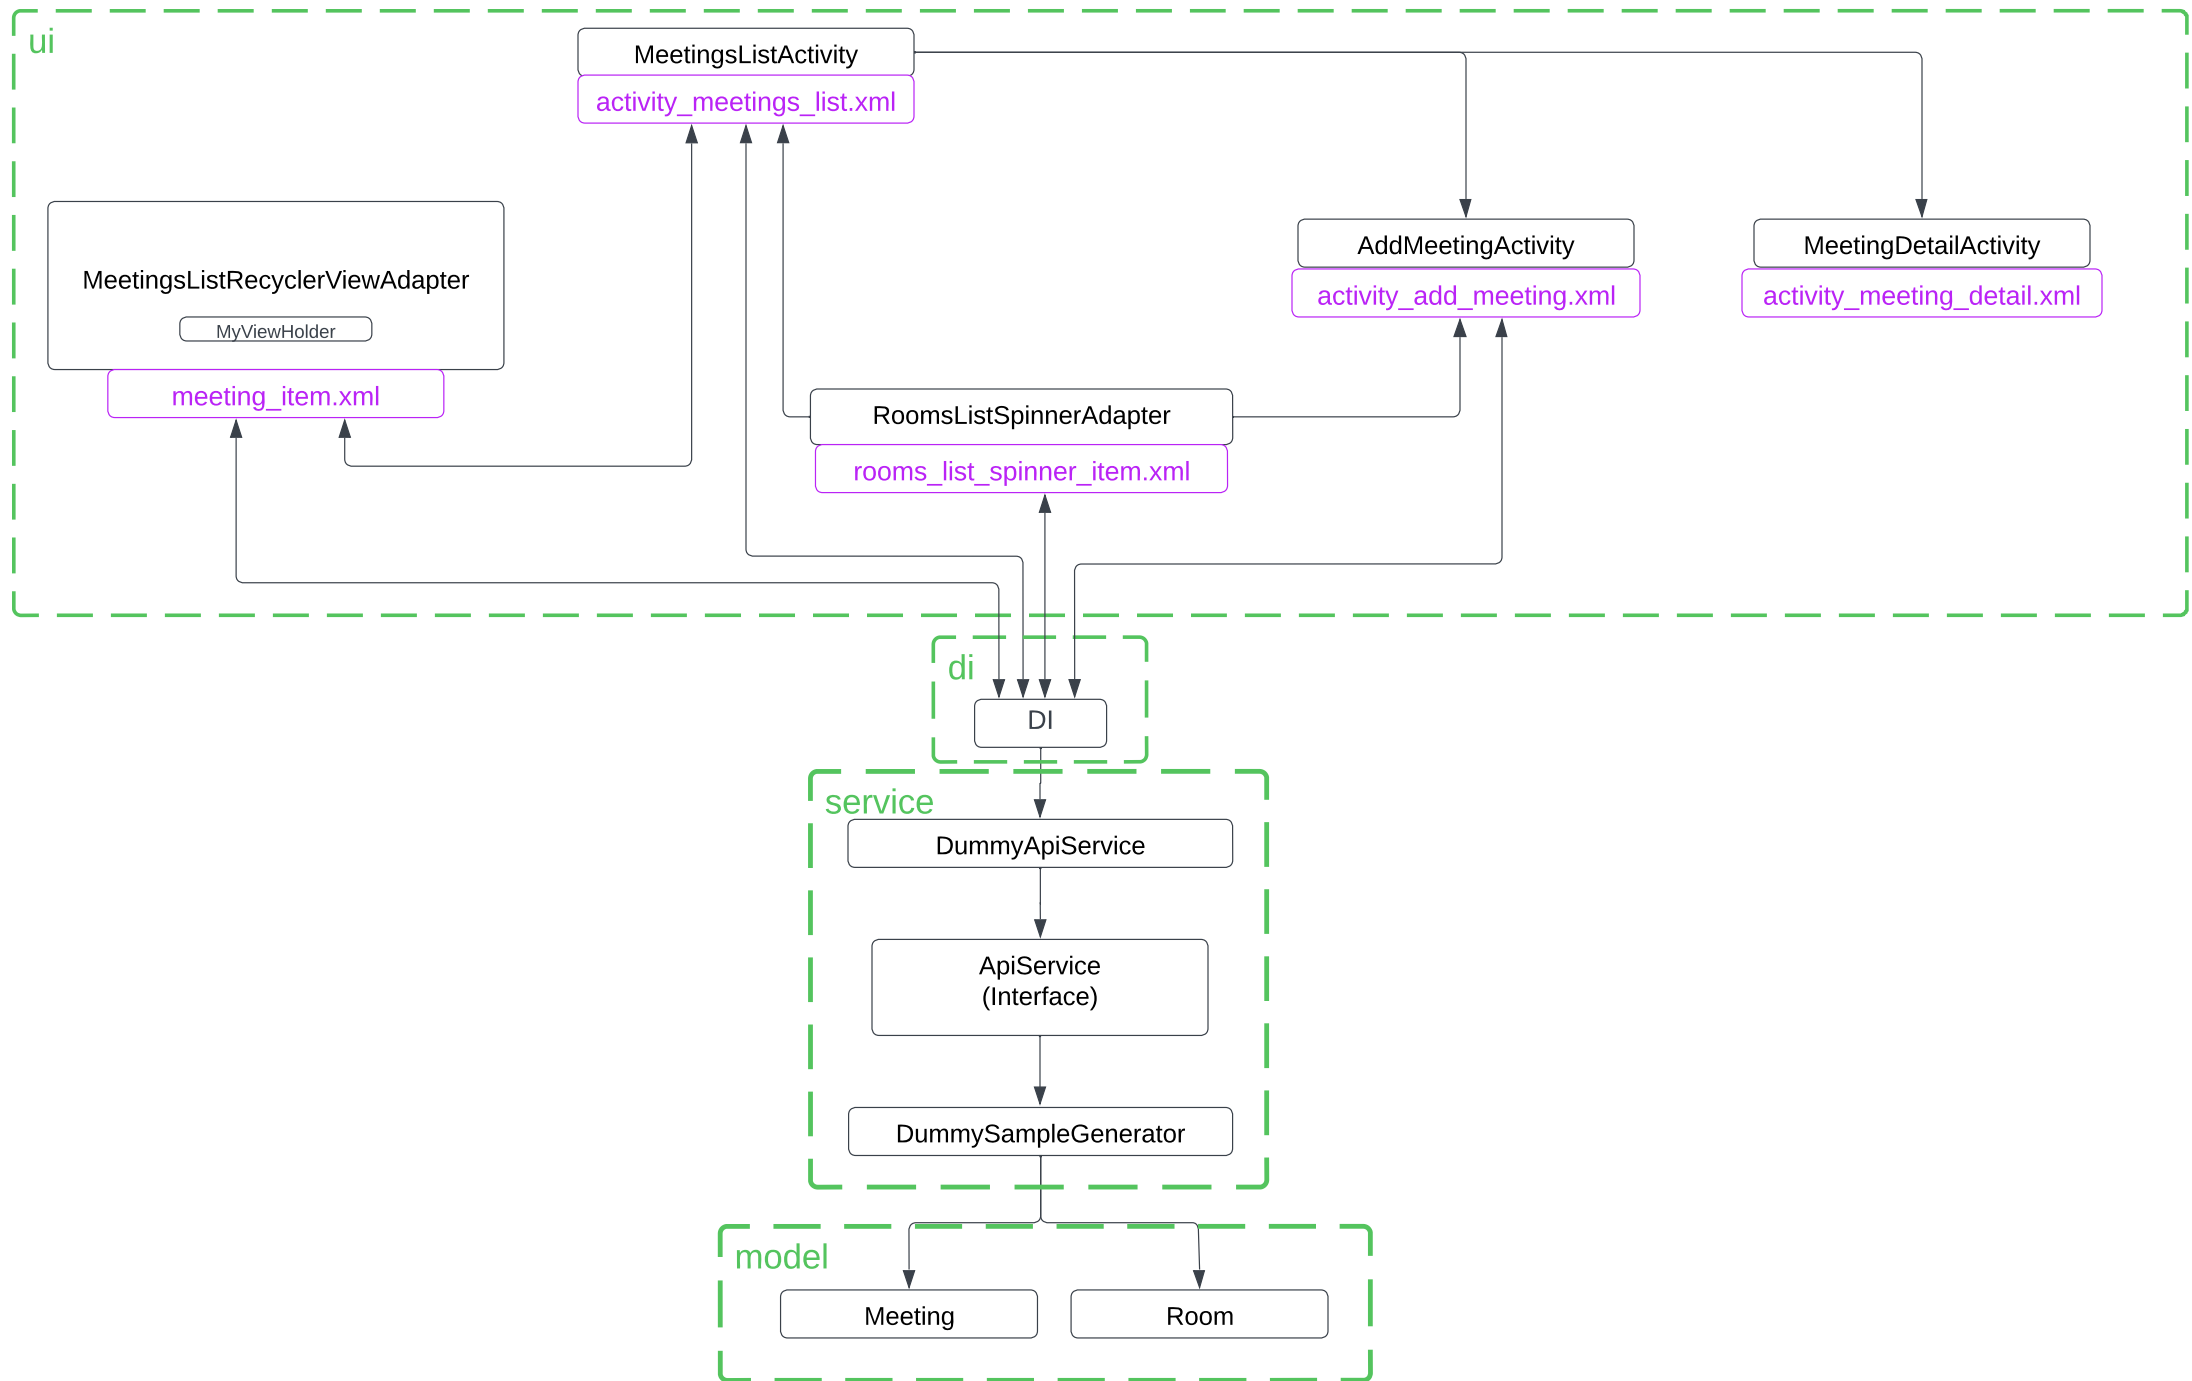 ui
MeetingsListActivity
activity_meetings_list.xml
MeetingsListRecyclerViewAdapter
MyViewHolder
meeting_item.xml
AddMeetingActivity
activity_add_meeting.xml
MeetingDetailActivity
activity_meeting_detail.xml
RoomsListSpinnerAdapter
rooms_list_spinner_item.xml
di
DI
service
DummyApiService
ApiService
(Interface)
DummySampleGenerator
model
Meeting
Room